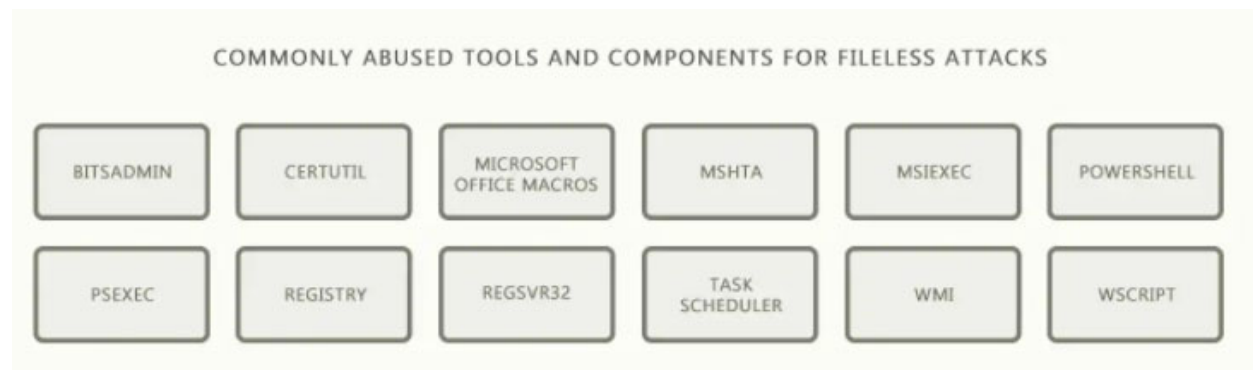 COMMONLY ABUSED TOOLS AND COMPONENTS FOR FILELESS ATTACKS
BITSADMIN
CERTUTIL
MICROSOFT
OFFICE MACROS
MSHTA
MSIEXEC
POWERSHELL
PSEXEC
REGISTRY
REGSVR32
TASK
SCHEDULER
WMI
WSCRIPT